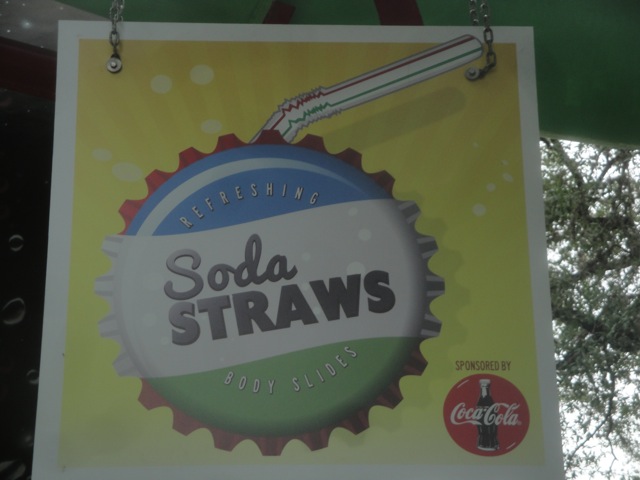 REFRESHING
Soda
STRAWS
BODY SLIDES
SPONSORED BY
Coca-Cola